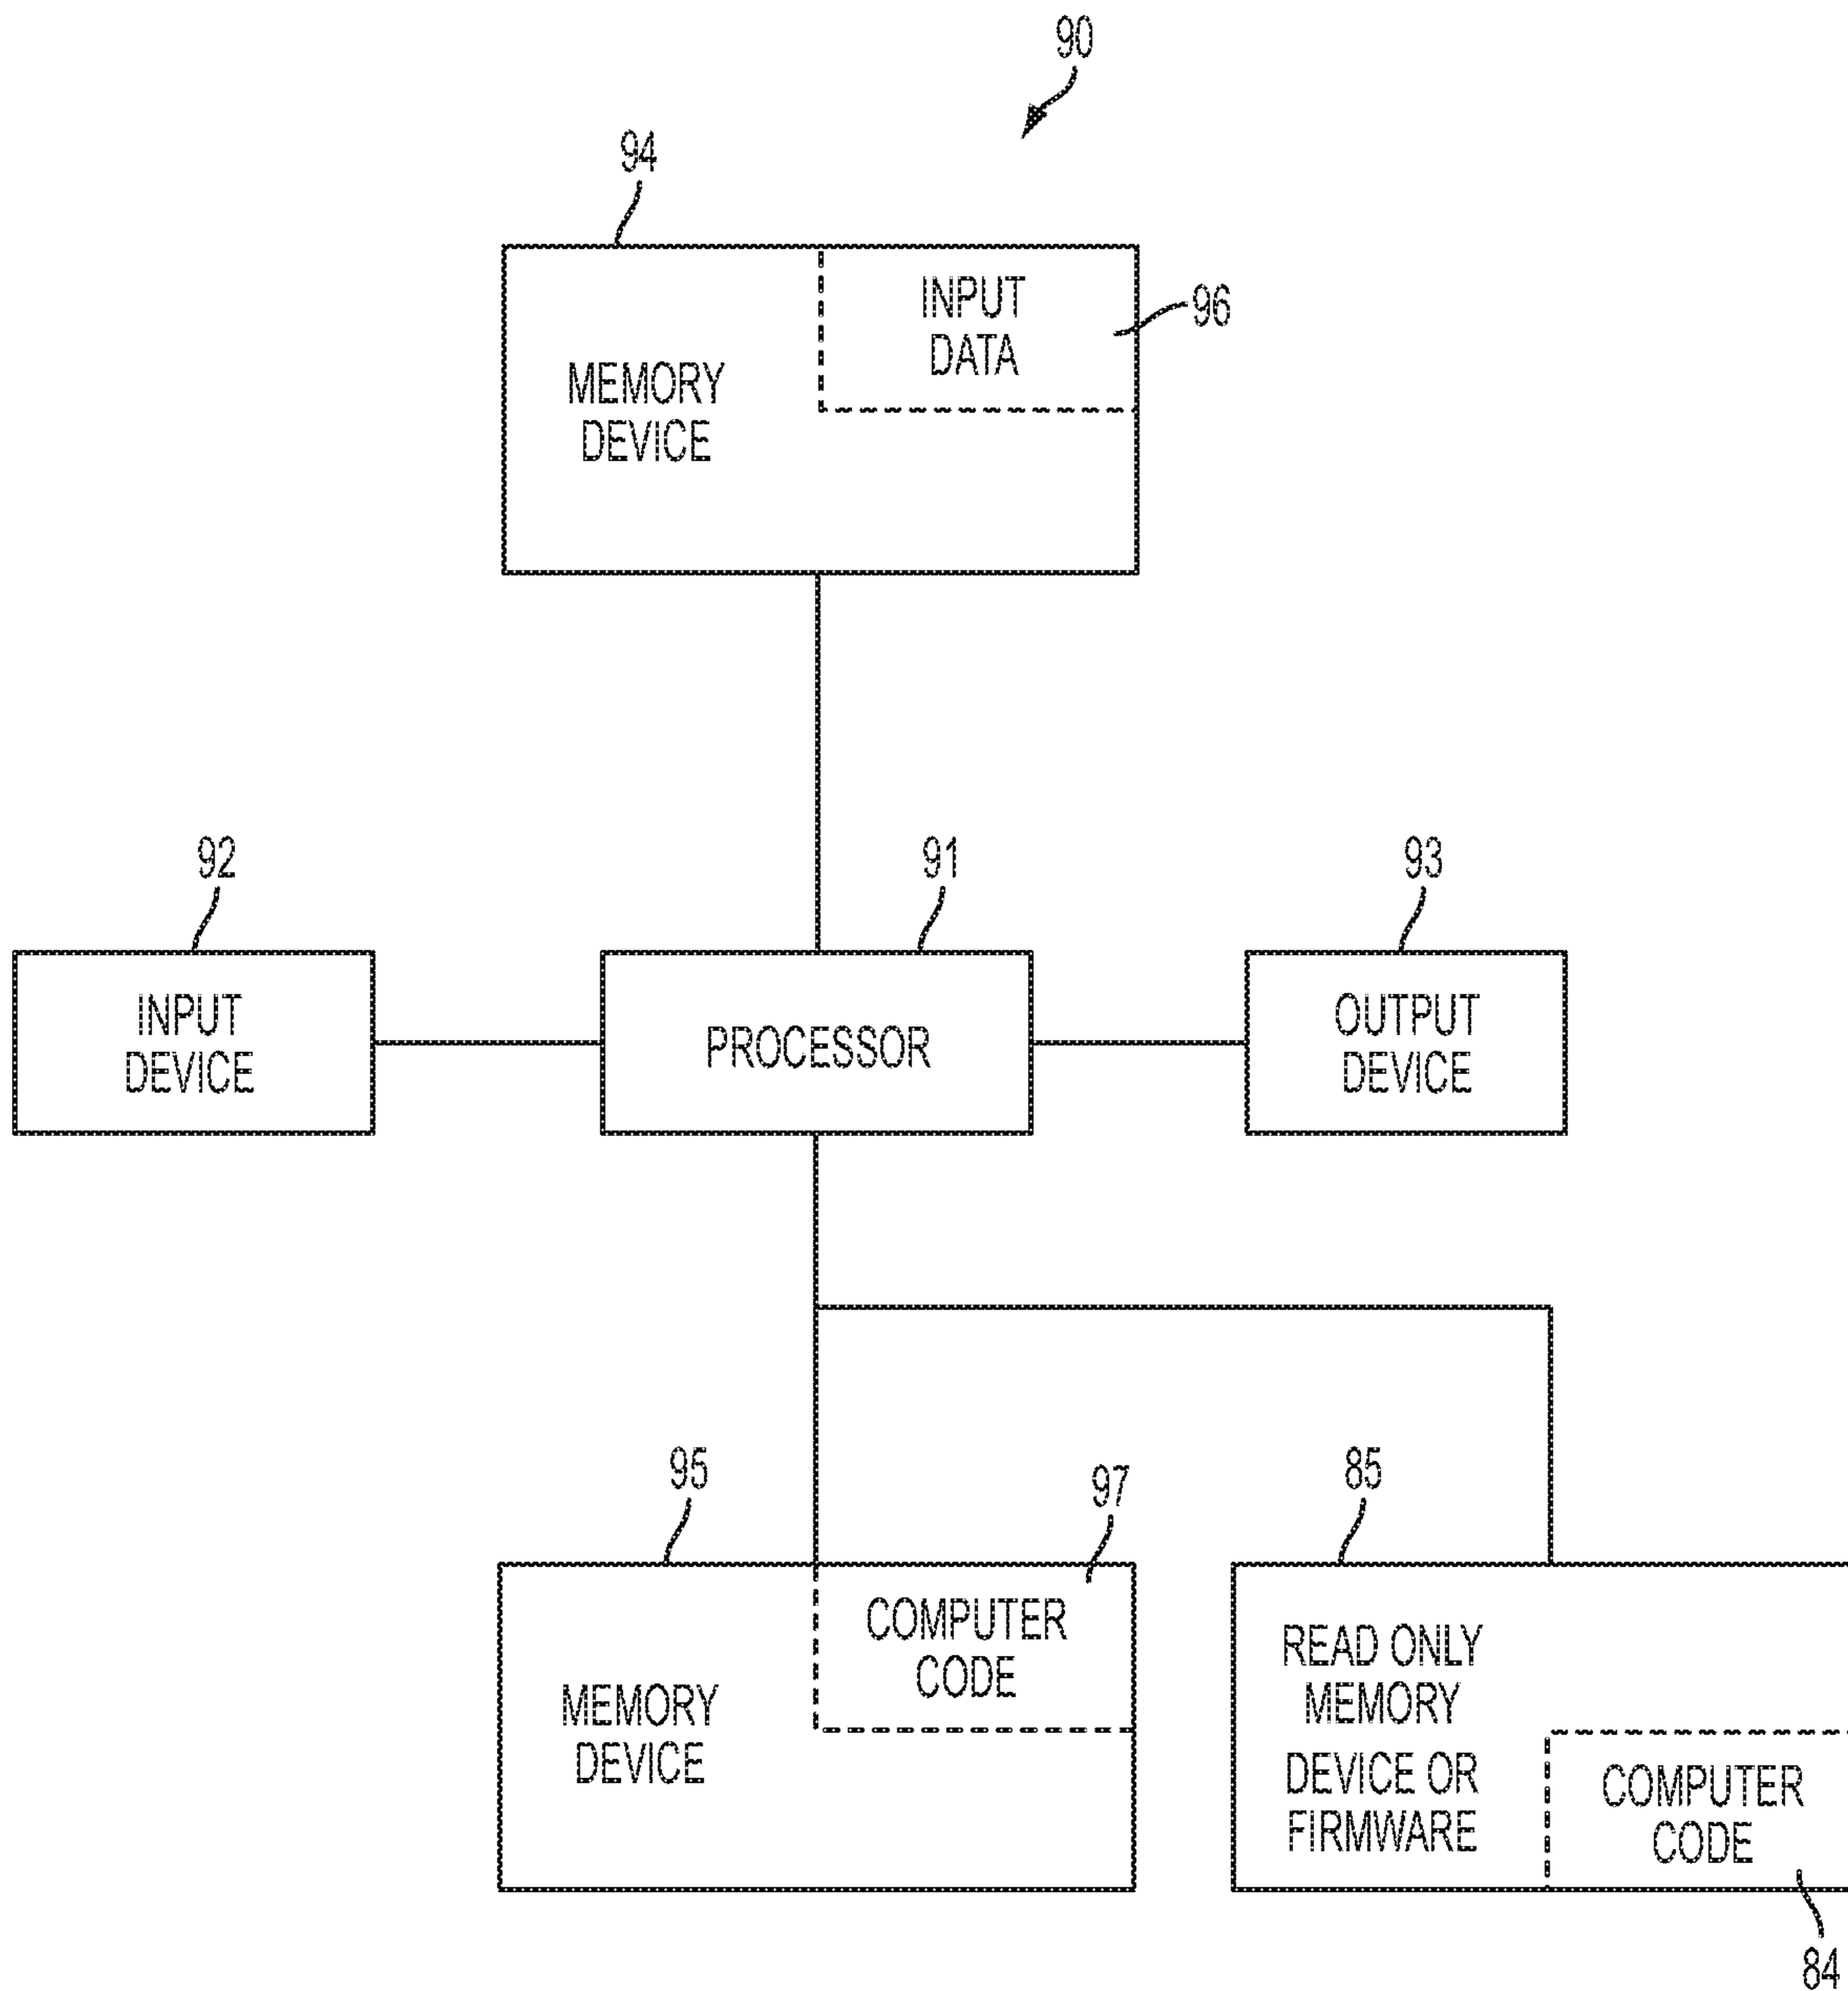 90
94
INPUT
DATA
96
MEMORY
DEVICE
92
91
93
INPUT
DEVICE
PROCESSOR
OUTPUT
DEVICE
95
97
85
COMPUTER
CODE
MEMORY
DEVICE
READ ONLY
MEMORY
DEVICE OR
FIRMWARE
COMPUTER
CODE
84